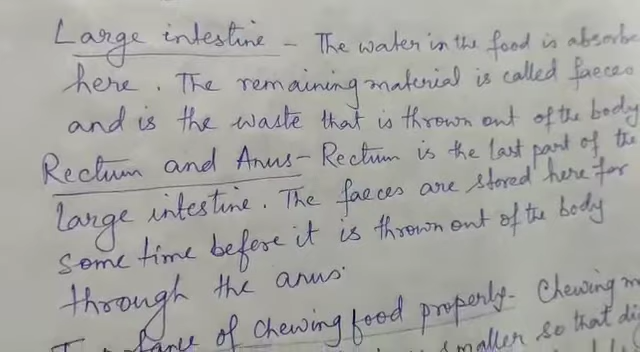 Large intestine - The water in the food is absorbe
here. The remaining material is called faeces
and is the waste that is thrown out of the body
Rectum and Anus - Rectum is the last part of the
large intestine. The faeces are stored here for
some time before it is thrown out of the body
through the anus.
of chewing food properly - Chewing m
smaller so that di